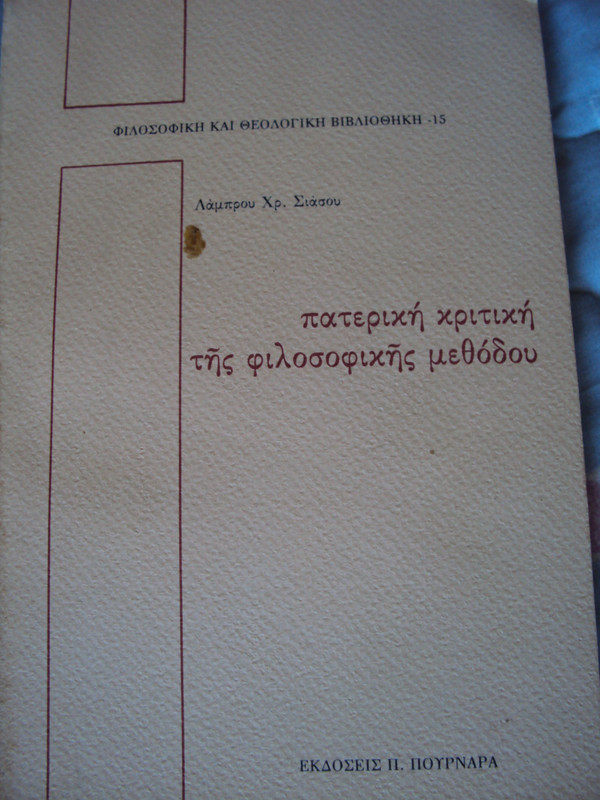 ΦΙΛΟΣΟΦΙΚΗ ΚΑΙ ΘΕΟΛΟΓΙΚΗ ΒΙΒΛΙΟΘΗΚΗ -15
Λάμπρου Χρ. Σιάσου
πατερική κριτική
τῆς φιλοσοφικῆς μεθόδου
ΕΚΔΟΣΕΙΣ Π. ΠΟΥΡΝΑΡΑ